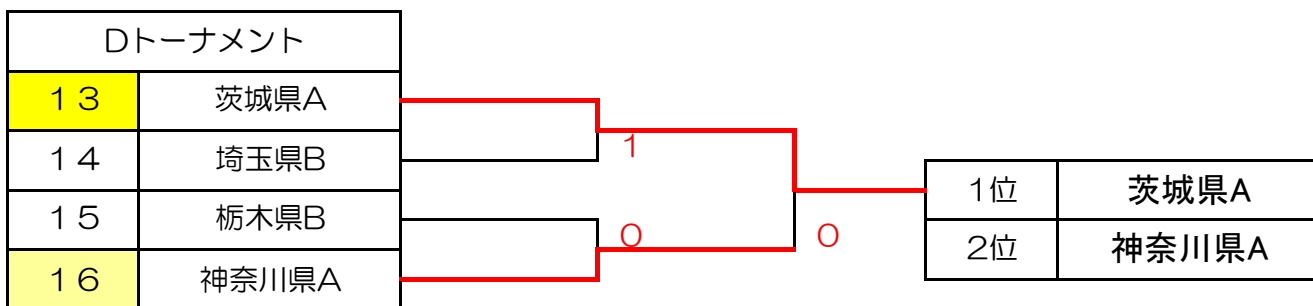 Dトーナメント
１３ 茨城県A
１４ 埼玉県B
１５ 栃木県B
１６ 神奈川県A
1
0
0
1位 茨城県A
2位 神奈川県A